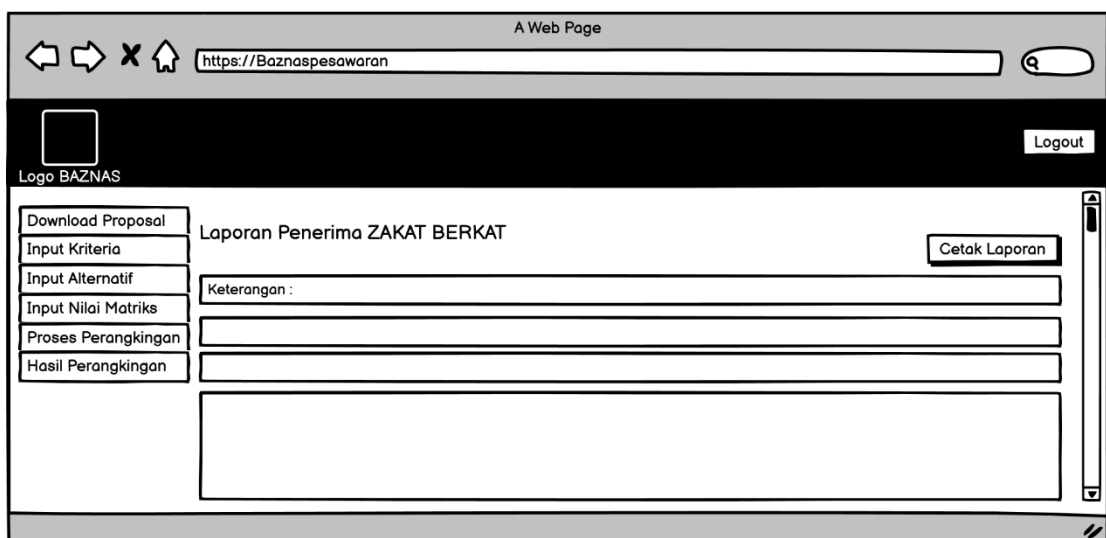 A Web Page
https://Baznaspesawaran
Logo BAZNAS
Logout
Download Proposal
Input Kriteria
Input Alternatif
Input Nilai Matriks
Proses Perangkingan
Hasil Perangkingan
Laporan Penerima ZAKAT BERKAT
Cetak Laporan
Keterangan :